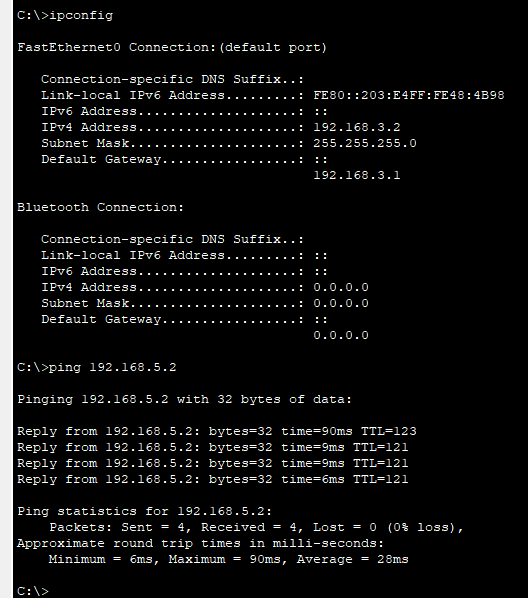 C:\>ipconfig
FastEthernet0 Connection:(default port)
Connection-specific DNS Suffix..:
Link-local IPv6 Address.........: FE80::203:E4FF:FE48:4B98
IPv6 Address....................: ::
IPv4 Address....................: 192.168.3.2
Subnet Mask.....................: 255.255.255.0
Default Gateway.................: ::
192.168.3.1
Bluetooth Connection:
Connection-specific DNS Suffix..:
Link-local IPv6 Address.........: ::
IPv6 Address....................: ::
IPv4 Address....................: 0.0.0.0
Subnet Mask.....................: 0.0.0.0
Default Gateway.................: ::
0.0.0.0
C:\>ping 192.168.5.2
Pinging 192.168.5.2 with 32 bytes of data:
Reply from 192.168.5.2: bytes=32 time=90ms TTL=123
Reply from 192.168.5.2: bytes=32 time=9ms TTL=121
Reply from 192.168.5.2: bytes=32 time=9ms TTL=121
Reply from 192.168.5.2: bytes=32 time=6ms TTL=121
Ping statistics for 192.168.5.2:
Packets: Sent = 4, Received = 4, Lost = 0 (0% loss),
Approximate round trip times in milli-seconds:
Minimum = 6ms, Maximum = 90ms, Average = 28ms
C:\>